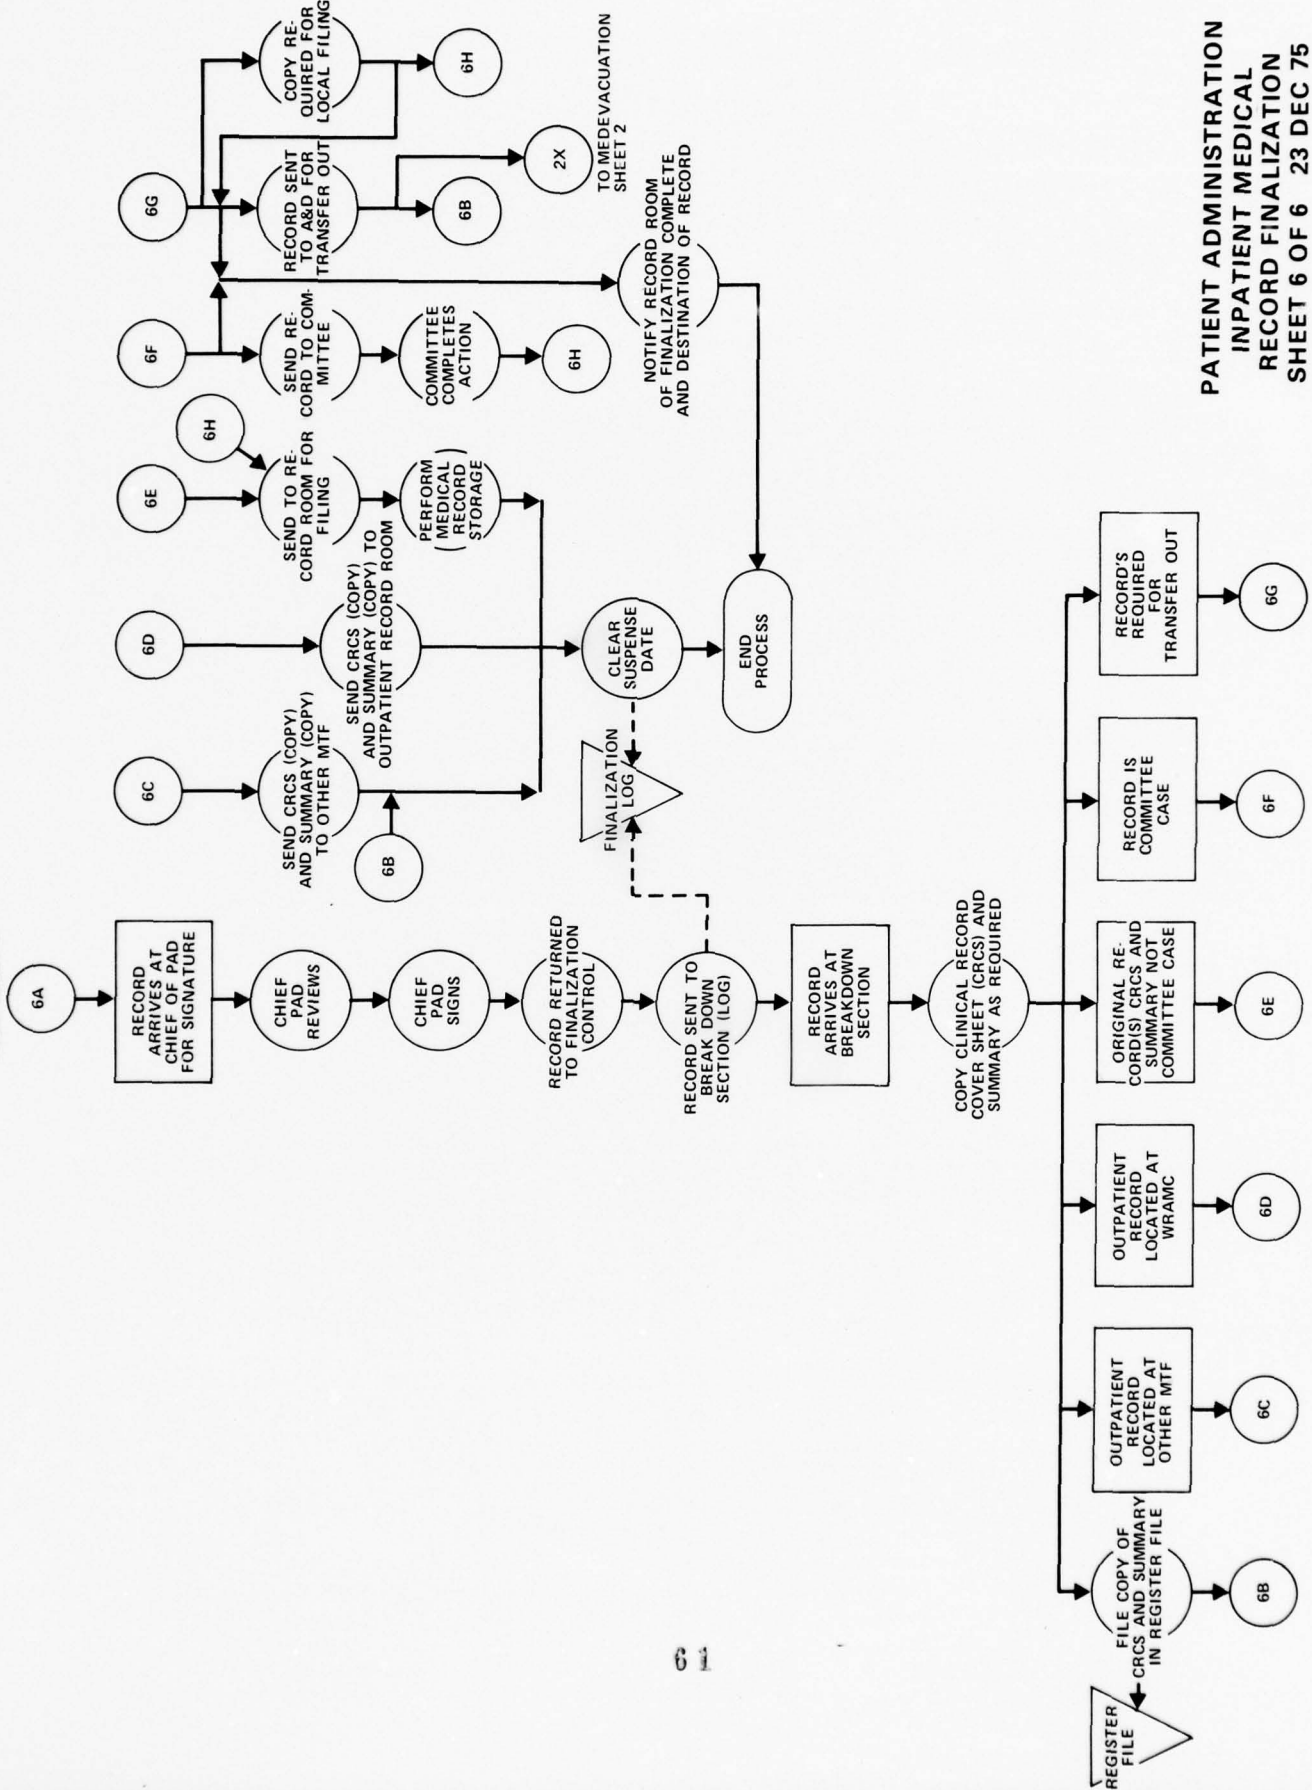 6A
RECORD
ARRIVES AT
CHIEF OF PAD
FOR SIGNATURE
CHIEF
PAD
REVIEWS
CHIEF
PAD
SIGNS
RECORD RETURNED
TO FINALIZATION
CONTROL
RECORD SENT TO
BREAK DOWN
SECTION (LOG)
RECORD
ARRIVES AT
BREAKDOWN
SECTION
COPY CLINICAL RECORD
COVER SHEET (CRCS) AND
SUMMARY AS REQUIRED
REGISTER
FILE
FILE COPY OF
CRCS AND SUMMARY
IN REGISTER FILE
6B
OUTPATIENT
RECORD
LOCATED AT
OTHER MTF
6C
OUTPATIENT
RECORD
LOCATED AT
WRAMC
6D
ORIGINAL RE-
CORD(S) CRCS AND
SUMMARY NOT
COMMITTEE CASE
6E
RECORD IS
COMMITTEE
CASE
6F
RECORD'S
REQUIRED
FOR
TRANSFER OUT
6G
6C
SEND CRCS (COPY)
AND SUMMARY (COPY)
TO OTHER MTF
6B
6D
SEND CRCS (COPY)
AND SUMMARY (COPY) TO
OUTPATIENT RECORD ROOM
6E
6H
SEND TO RE-
CORD ROOM FOR
FILING
PERFORM
MEDICAL
RECORD
STORAGE
FINALIZATION
LOG
CLEAR
SUSPENSE
DATE
END
PROCESS
6F
SEND RE-
CORD TO COM-
MITTEE
COMMITTEE
COMPLETES
ACTION
6H
6G
RECORD SENT
TO A&D FOR
TRANSFER OUT
6B
COPY RE-
QUIRED FOR
LOCAL FILING
6H
2X
TO MEDEVACUATION
SHEET 2
NOTIFY RECORD ROOM
OF FINALIZATION COMPLETE
AND DESTINATION OF RECORD
PATIENT ADMINISTRATION
INPATIENT MEDICAL
RECORD FINALIZATION
SHEET 6 OF 6 23 DEC 75
61